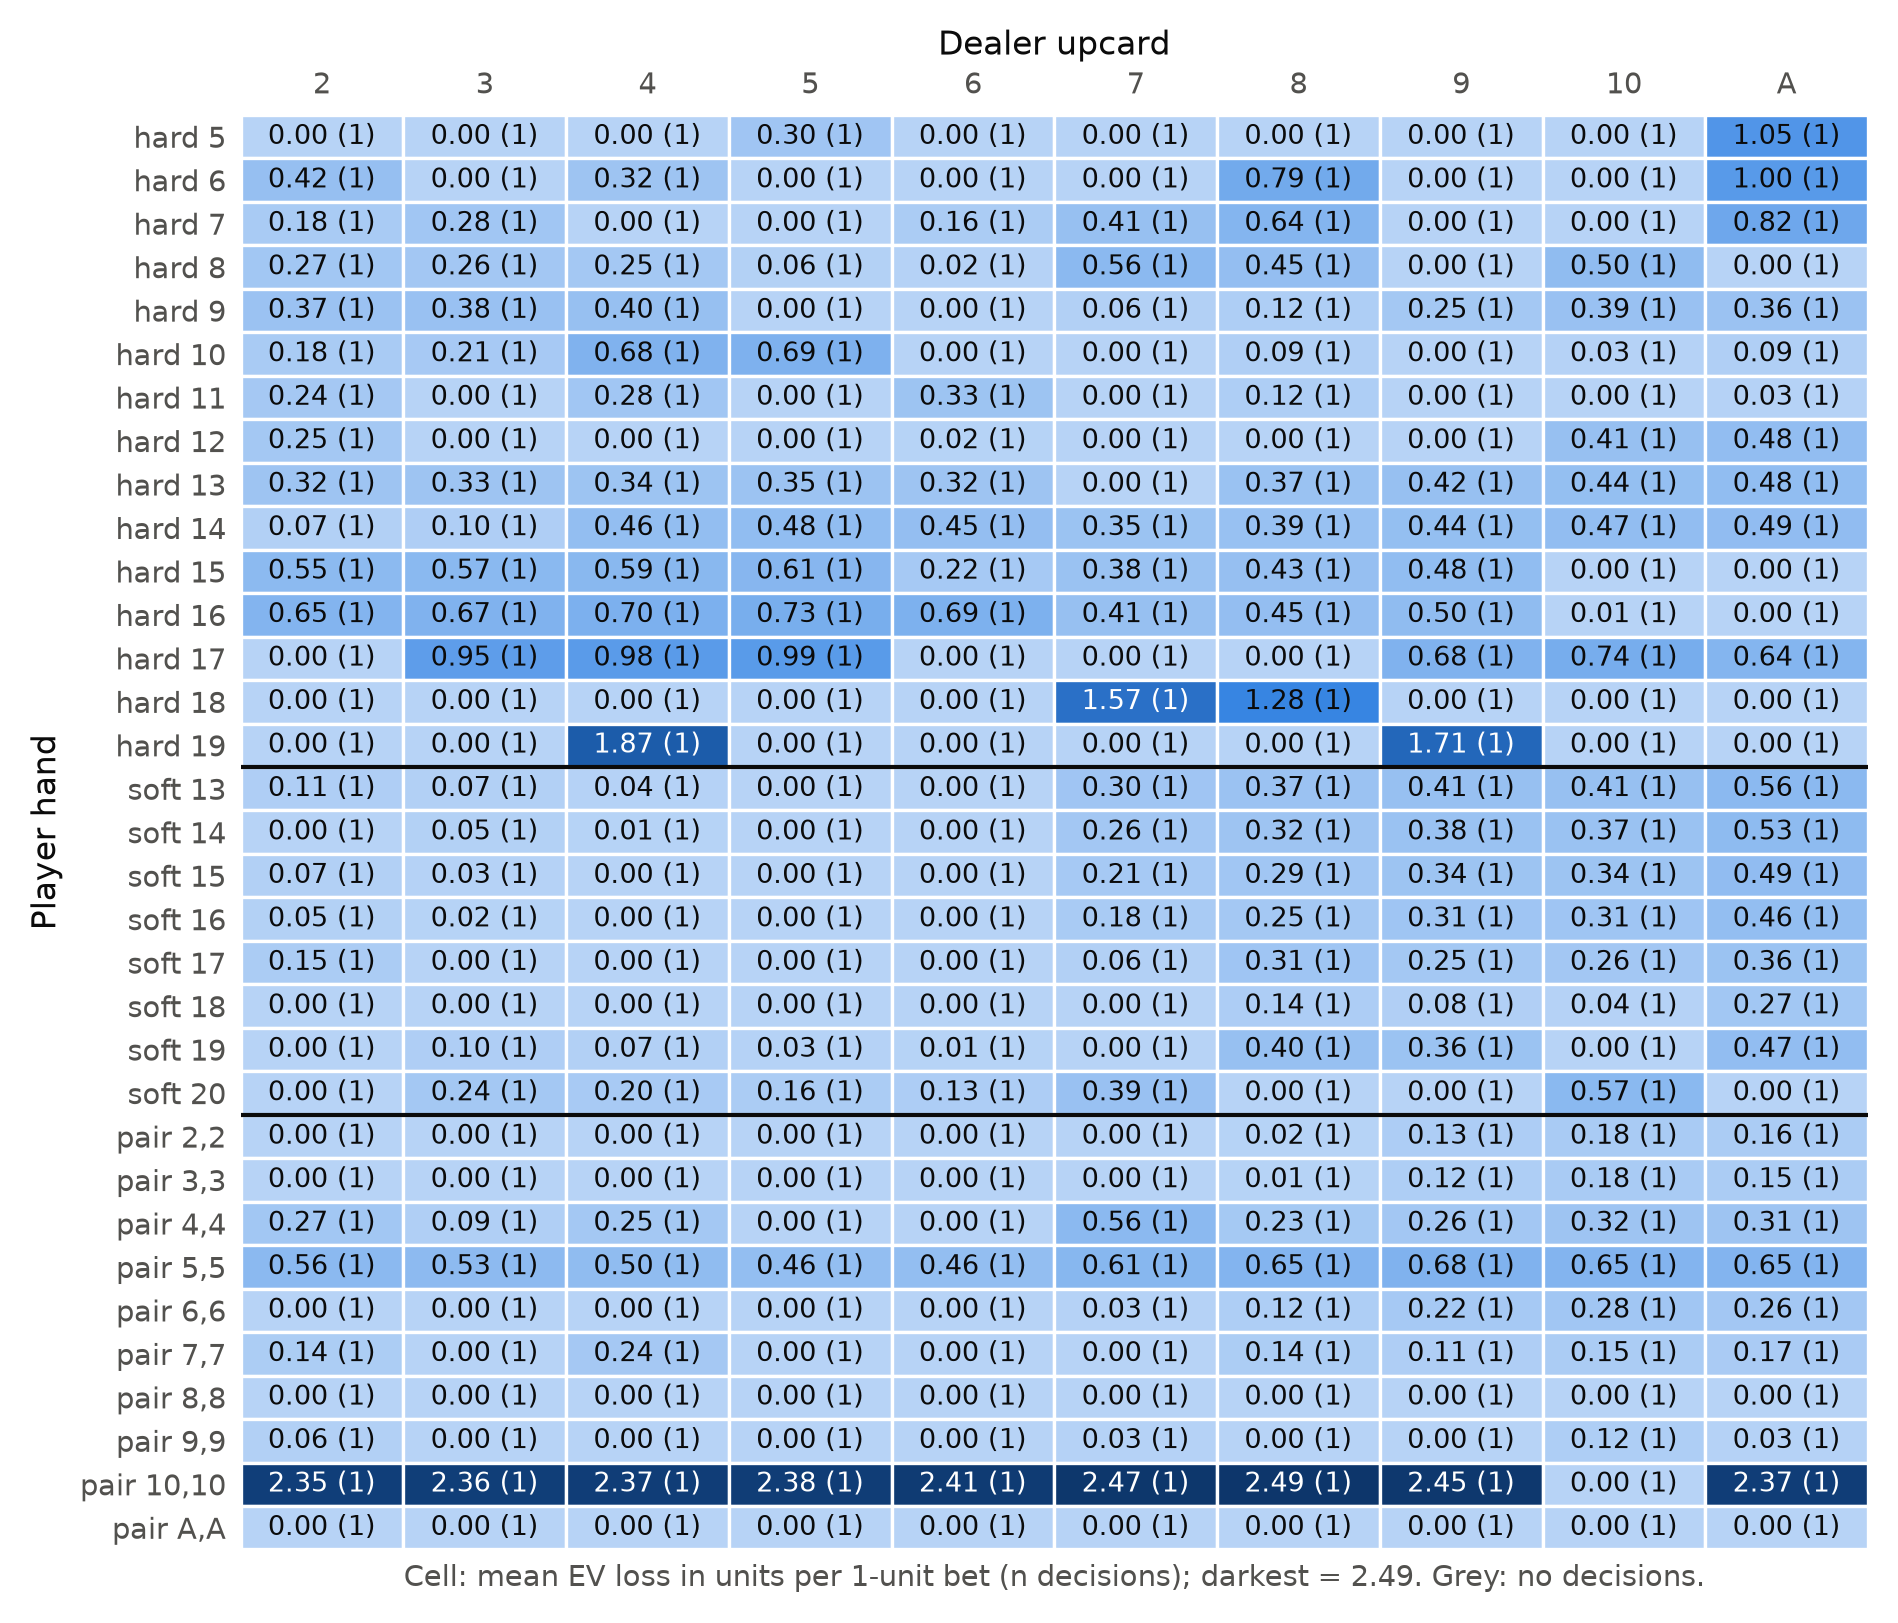 Dealer upcard
2 3 4 5 6 7 8 9 10 A
Player hand
hard 5 0.00 (1) 0.00 (1) 0.00 (1) 0.30 (1) 0.00 (1) 0.00 (1) 0.00 (1) 0.00 (1) 0.00 (1) 1.05 (1)
hard 6 0.42 (1) 0.00 (1) 0.32 (1) 0.00 (1) 0.00 (1) 0.00 (1) 0.79 (1) 0.00 (1) 0.00 (1) 1.00 (1)
hard 7 0.18 (1) 0.28 (1) 0.00 (1) 0.00 (1) 0.16 (1) 0.41 (1) 0.64 (1) 0.00 (1) 0.00 (1) 0.82 (1)
hard 8 0.27 (1) 0.26 (1) 0.25 (1) 0.06 (1) 0.02 (1) 0.56 (1) 0.45 (1) 0.00 (1) 0.50 (1) 0.00 (1)
hard 9 0.37 (1) 0.38 (1) 0.40 (1) 0.00 (1) 0.00 (1) 0.06 (1) 0.12 (1) 0.25 (1) 0.39 (1) 0.36 (1)
hard 10 0.18 (1) 0.21 (1) 0.68 (1) 0.69 (1) 0.00 (1) 0.00 (1) 0.09 (1) 0.00 (1) 0.03 (1) 0.09 (1)
hard 11 0.24 (1) 0.00 (1) 0.28 (1) 0.00 (1) 0.33 (1) 0.00 (1) 0.12 (1) 0.00 (1) 0.00 (1) 0.03 (1)
hard 12 0.25 (1) 0.00 (1) 0.00 (1) 0.00 (1) 0.02 (1) 0.00 (1) 0.00 (1) 0.00 (1) 0.41 (1) 0.48 (1)
hard 13 0.32 (1) 0.33 (1) 0.34 (1) 0.35 (1) 0.32 (1) 0.00 (1) 0.37 (1) 0.42 (1) 0.44 (1) 0.48 (1)
hard 14 0.07 (1) 0.10 (1) 0.46 (1) 0.48 (1) 0.45 (1) 0.35 (1) 0.39 (1) 0.44 (1) 0.47 (1) 0.49 (1)
hard 15 0.55 (1) 0.57 (1) 0.59 (1) 0.61 (1) 0.22 (1) 0.38 (1) 0.43 (1) 0.48 (1) 0.00 (1) 0.00 (1)
hard 16 0.65 (1) 0.67 (1) 0.70 (1) 0.73 (1) 0.69 (1) 0.41 (1) 0.45 (1) 0.50 (1) 0.01 (1) 0.00 (1)
hard 17 0.00 (1) 0.95 (1) 0.98 (1) 0.99 (1) 0.00 (1) 0.00 (1) 0.00 (1) 0.68 (1) 0.74 (1) 0.64 (1)
hard 18 0.00 (1) 0.00 (1) 0.00 (1) 0.00 (1) 0.00 (1) 1.57 (1) 1.28 (1) 0.00 (1) 0.00 (1) 0.00 (1)
hard 19 0.00 (1) 0.00 (1) 1.87 (1) 0.00 (1) 0.00 (1) 0.00 (1) 0.00 (1) 1.71 (1) 0.00 (1) 0.00 (1)
soft 13 0.11 (1) 0.07 (1) 0.04 (1) 0.00 (1) 0.00 (1) 0.30 (1) 0.37 (1) 0.41 (1) 0.41 (1) 0.56 (1)
soft 14 0.00 (1) 0.05 (1) 0.01 (1) 0.00 (1) 0.00 (1) 0.26 (1) 0.32 (1) 0.38 (1) 0.37 (1) 0.53 (1)
soft 15 0.07 (1) 0.03 (1) 0.00 (1) 0.00 (1) 0.00 (1) 0.21 (1) 0.29 (1) 0.34 (1) 0.34 (1) 0.49 (1)
soft 16 0.05 (1) 0.02 (1) 0.00 (1) 0.00 (1) 0.00 (1) 0.18 (1) 0.25 (1) 0.31 (1) 0.31 (1) 0.46 (1)
soft 17 0.15 (1) 0.00 (1) 0.00 (1) 0.00 (1) 0.00 (1) 0.06 (1) 0.31 (1) 0.25 (1) 0.26 (1) 0.36 (1)
soft 18 0.00 (1) 0.00 (1) 0.00 (1) 0.00 (1) 0.00 (1) 0.00 (1) 0.14 (1) 0.08 (1) 0.04 (1) 0.27 (1)
soft 19 0.00 (1) 0.10 (1) 0.07 (1) 0.03 (1) 0.01 (1) 0.00 (1) 0.40 (1) 0.36 (1) 0.00 (1) 0.47 (1)
soft 20 0.00 (1) 0.24 (1) 0.20 (1) 0.16 (1) 0.13 (1) 0.39 (1) 0.00 (1) 0.00 (1) 0.57 (1) 0.00 (1)
pair 2,2 0.00 (1) 0.00 (1) 0.00 (1) 0.00 (1) 0.00 (1) 0.00 (1) 0.02 (1) 0.13 (1) 0.18 (1) 0.16 (1)
pair 3,3 0.00 (1) 0.00 (1) 0.00 (1) 0.00 (1) 0.00 (1) 0.00 (1) 0.01 (1) 0.12 (1) 0.18 (1) 0.15 (1)
pair 4,4 0.27 (1) 0.09 (1) 0.25 (1) 0.00 (1) 0.00 (1) 0.56 (1) 0.23 (1) 0.26 (1) 0.32 (1) 0.31 (1)
pair 5,5 0.56 (1) 0.53 (1) 0.50 (1) 0.46 (1) 0.46 (1) 0.61 (1) 0.65 (1) 0.68 (1) 0.65 (1) 0.65 (1)
pair 6,6 0.00 (1) 0.00 (1) 0.00 (1) 0.00 (1) 0.00 (1) 0.03 (1) 0.12 (1) 0.22 (1) 0.28 (1) 0.26 (1)
pair 7,7 0.14 (1) 0.00 (1) 0.24 (1) 0.00 (1) 0.00 (1) 0.00 (1) 0.14 (1) 0.11 (1) 0.15 (1) 0.17 (1)
pair 8,8 0.00 (1) 0.00 (1) 0.00 (1) 0.00 (1) 0.00 (1) 0.00 (1) 0.00 (1) 0.00 (1) 0.00 (1) 0.00 (1)
pair 9,9 0.06 (1) 0.00 (1) 0.00 (1) 0.00 (1) 0.00 (1) 0.03 (1) 0.00 (1) 0.00 (1) 0.12 (1) 0.03 (1)
pair 10,10 2.35 (1) 2.36 (1) 2.37 (1) 2.38 (1) 2.41 (1) 2.47 (1) 2.49 (1) 2.45 (1) 0.00 (1) 2.37 (1)
pair A,A 0.00 (1) 0.00 (1) 0.00 (1) 0.00 (1) 0.00 (1) 0.00 (1) 0.00 (1) 0.00 (1) 0.00 (1) 0.00 (1)
Cell: mean EV loss in units per 1-unit bet (n decisions); darkest = 2.49. Grey: no decisions.